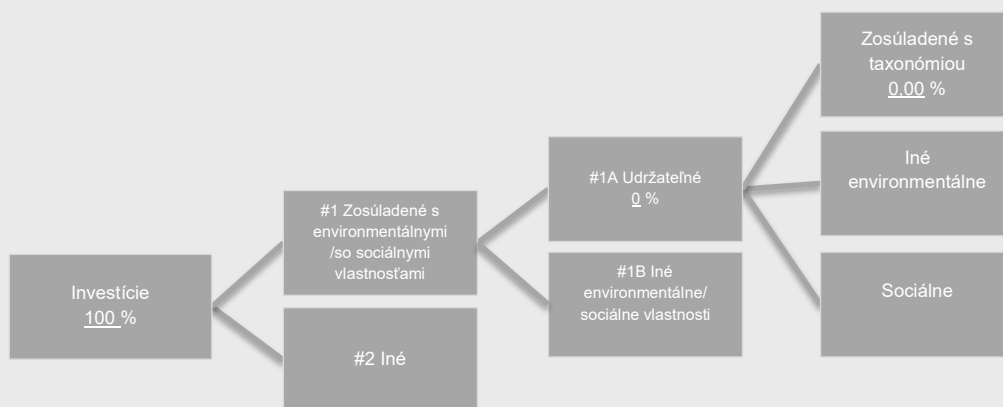 Zosúladené s
taxonómiou
0,00 %
Iné
environmentálne
#1A Udržateľné
0 %
#1 Zosúladené s
environmentálnymi
/so sociálnymi
vlastnosťami
#1B Iné
environmentálne/
sociálne vlastnosti
Sociálne
Investície
100 %
#2 Iné